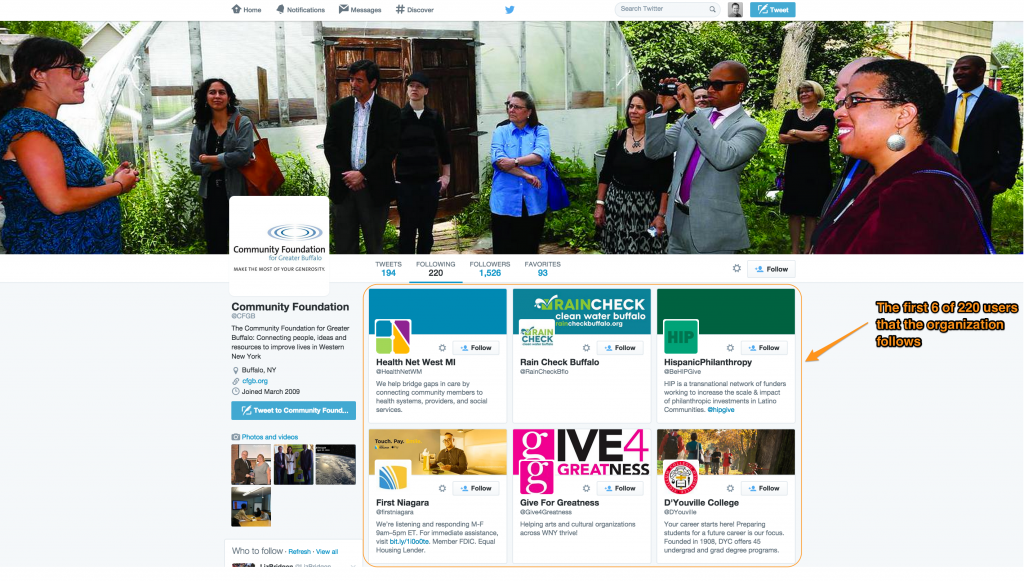 Home
Notifications
Messages
Discover
Search Twitter
Tweet
Community Foundation
for Greater Buffalo
MAKE THE MOST OF YOUR GENEROSITY.
TWEETS
194
FOLLOWING
220
FOLLOWERS
1,526
FAVORITES
93
Follow
Community Foundation
@CFGB
The Community Foundation for Greater
Buffalo: Connecting people, ideas and
resources to improve lives in Western
New York
Buffalo, NY
cfgb.org
Joined March 2009
Tweet to Community Found...
Photos and videos
Who to follow · Refresh · View all
Follow
Health Net West MI
@HealthNetWM
We help bridge gaps in care by
connecting community members to
health systems, providers, and social
services.
RAINCHECK
clean water buffalo
raincheckbuffalo.org
RAIN
CHECK
clean water buffalo
Follow
Rain Check Buffalo
@RainCheckBflo
HIP
Follow
HispanicPhilanthropy
@BeHIPGive
HIP is a transnational network of funders
working to increase the scale & impact
of philanthropic investments in Latino
Communities. @hipgive
Touch. Pay.
Follow
First Niagara
@firstniagara
We're listening and responding M-F
9am–5pm ET. For immediate assistance,
visit bit.ly/1i0o0te. Member FDIC. Equal
Housing Lender.
GIVE4
GREATNESS
g
Follow
Give For Greatness
@Give4Greatness
Helping arts and cultural organizations
across WNY thrive!
Follow
D'Youville College
@DYouville
Your career starts here! Preparing
students for a future career is our focus.
Founded in 1908, DYC offers 45
undergrad and grad degree programs.
The first 6 of 220 users
that the organization
follows